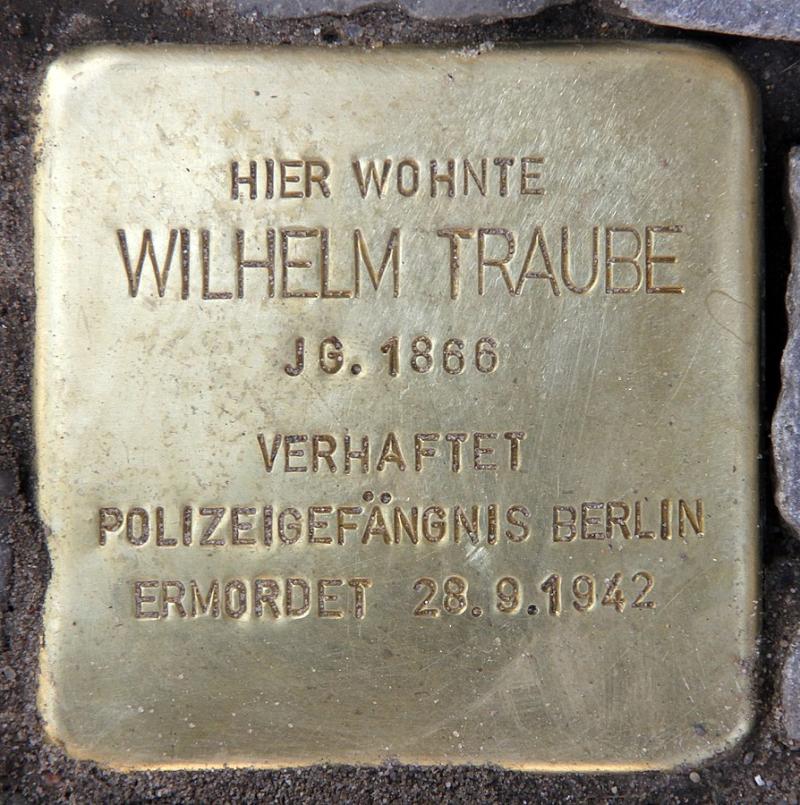 HIER WOHNTE
WILHELM TRAUBE
JG. 1866
VERHAFTET
POLIZEIGEFÄNGNIS BERLIN
ERMORDET 28.9.1942